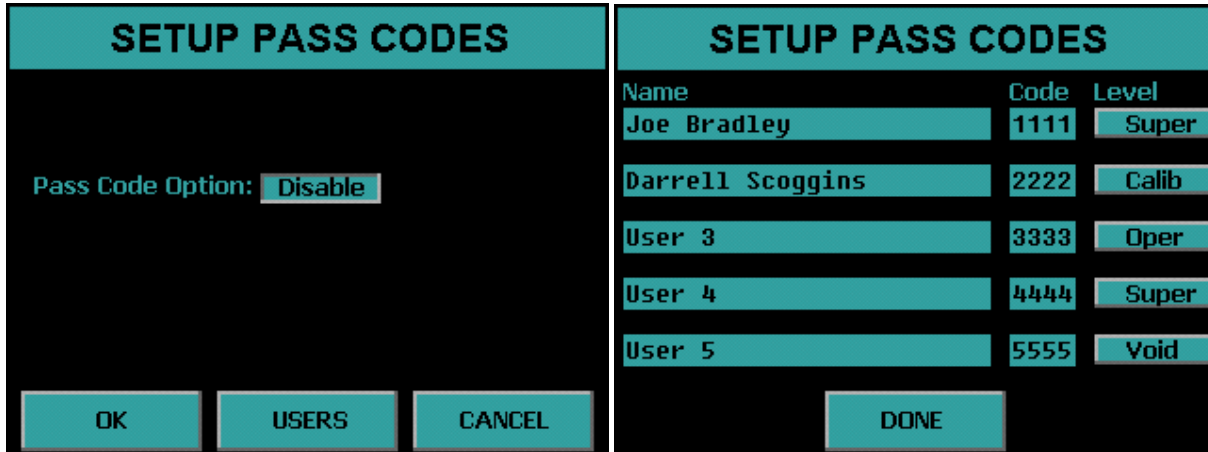 SETUP PASS CODES
Pass Code Option: Disable
OK USERS CANCEL
SETUP PASS CODES
Name Code Level
Joe Bradley 1111 Super
Darrell Scoggins 2222 Calib
User 3 3333 Oper
User 4 4444 Super
User 5 5555 Void
DONE